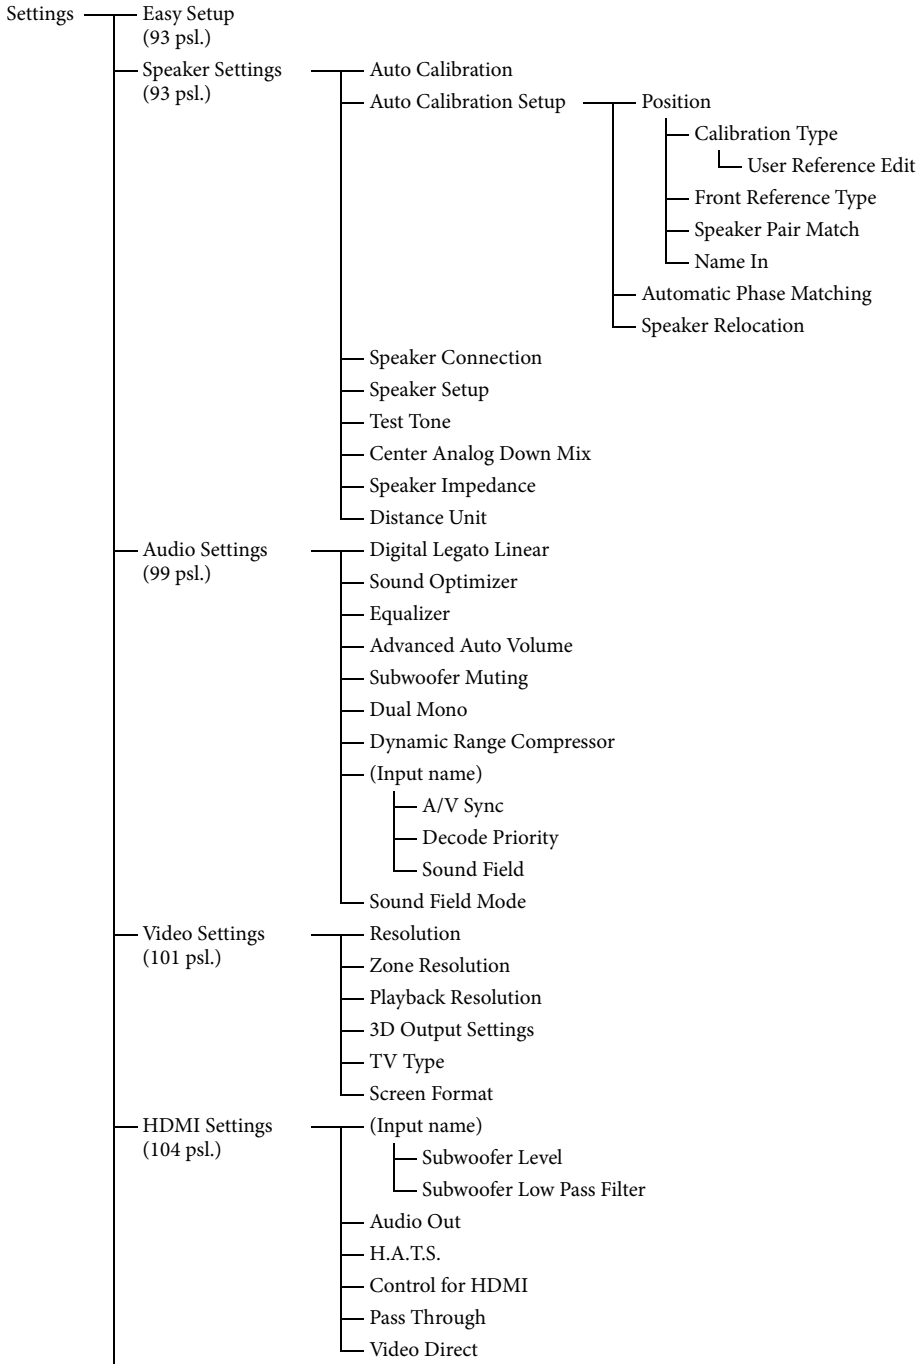 Settings
Easy Setup
(93 psl.)
Speaker Settings
(93 psl.)
Auto Calibration
Auto Calibration Setup
Position
Calibration Type
User Reference Edit
Front Reference Type
Speaker Pair Match
Name In
Automatic Phase Matching
Speaker Relocation
Speaker Connection
Speaker Setup
Test Tone
Center Analog Down Mix
Speaker Impedance
Distance Unit
Audio Settings
(99 psl.)
Digital Legato Linear
Sound Optimizer
Equalizer
Advanced Auto Volume
Subwoofer Muting
Dual Mono
Dynamic Range Compressor
(Input name)
A/V Sync
Decode Priority
Sound Field
Sound Field Mode
Video Settings
(101 psl.)
Resolution
Zone Resolution
Playback Resolution
3D Output Settings
TV Type
Screen Format
HDMI Settings
(104 psl.)
(Input name)
Subwoofer Level
Subwoofer Low Pass Filter
Audio Out
H.A.T.S.
Control for HDMI
Pass Through
Video Direct